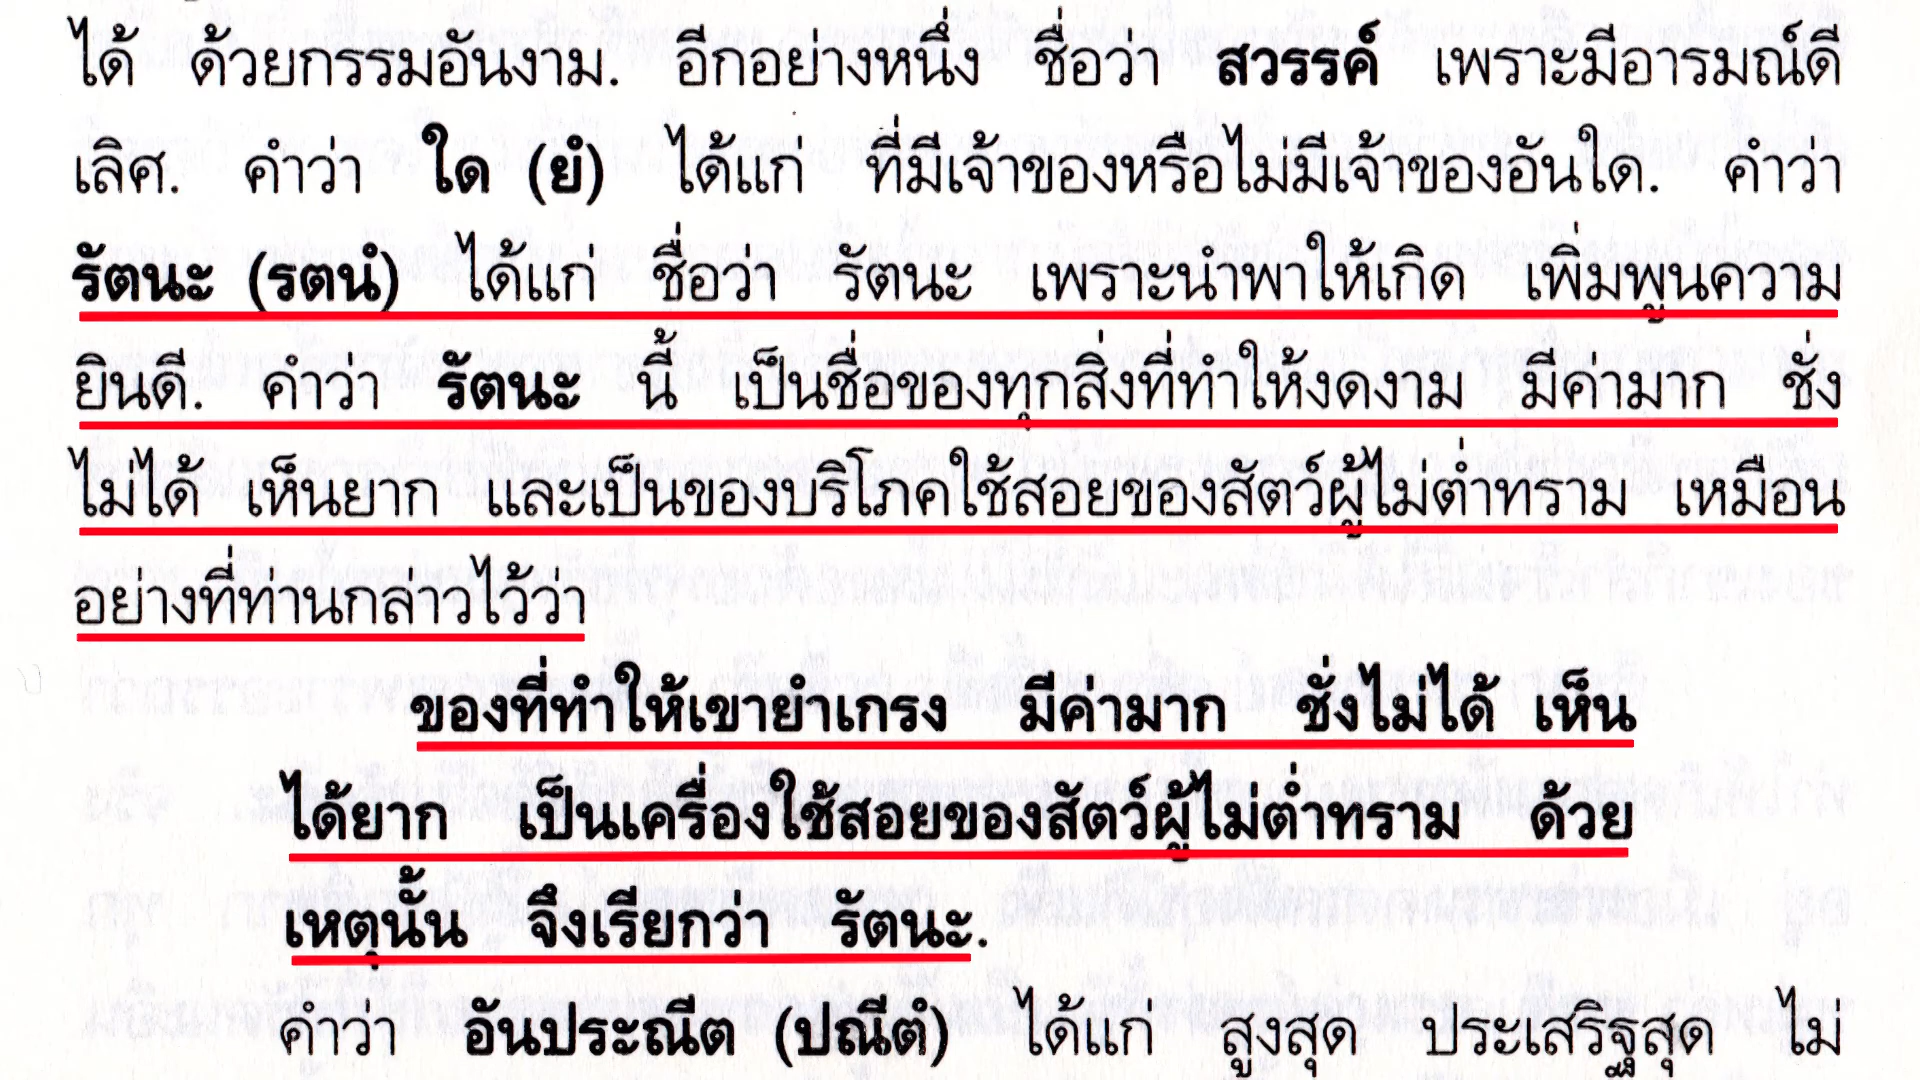 ได้ ด้วยกรรมอันงาม. อีกอย่างหนึ่ง ชื่อว่า สวรรค์ เพราะมีอารมณ์ดี
เลิศ. คำว่า ใด (ยํ) ได้แก่ ที่มีเจ้าของหรือไม่มีเจ้าของอันใด. คำว่า
รัตนะ (รตนํ) ได้แก่ ชื่อว่า รัตนะ เพราะนำพาให้เกิด เพิ่มพูนความ
ยินดี. คำว่า รัตนะ นี้ เป็นชื่อของทุกสิ่งที่ทำให้งดงาม มีค่ามาก ชั่ง
ไม่ได้ เห็นยาก และเป็นของบริโภคใช้สอยของสัตว์ผู้ไม่ต่ำทราม เหมือน
อย่างที่ท่านกล่าวไว้ว่า
ของที่ทำให้เขายำเกรง มีค่ามาก ชั่งไม่ได้ เห็น
ได้ยาก เป็นเครื่องใช้สอยของสัตว์ผู้ไม่ต่ำทราม ด้วย
เหตุนั้น จึงเรียกว่า รัตนะ.
คำว่า อันประณีต (ปณีตํ) ได้แก่ สูงสุด ประเสริฐสุด ไม่